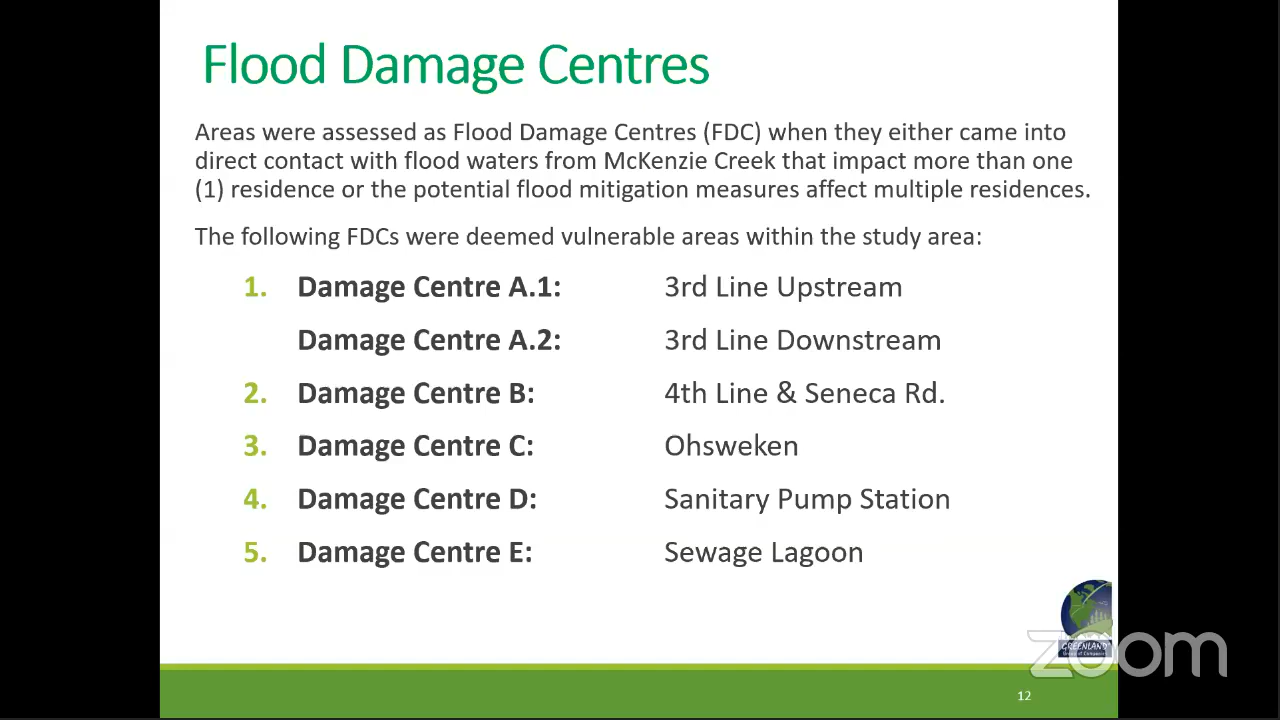 Flood Damage Centres
Areas were assessed as Flood Damage Centres (FDC) when they either came into
direct contact with flood waters from McKenzie Creek that impact more than one
(1) residence or the potential flood mitigation measures affect multiple residences.
The following FDCs were deemed vulnerable areas within the study area:
1. Damage Centre A.1: 3rd Line Upstream
Damage Centre A.2: 3rd Line Downstream
2. Damage Centre B: 4th Line & Seneca Rd.
3. Damage Centre C: Ohsweken
4. Damage Centre D: Sanitary Pump Station
5. Damage Centre E: Sewage Lagoon
GREENLAND
Group of Companies
zoom
12